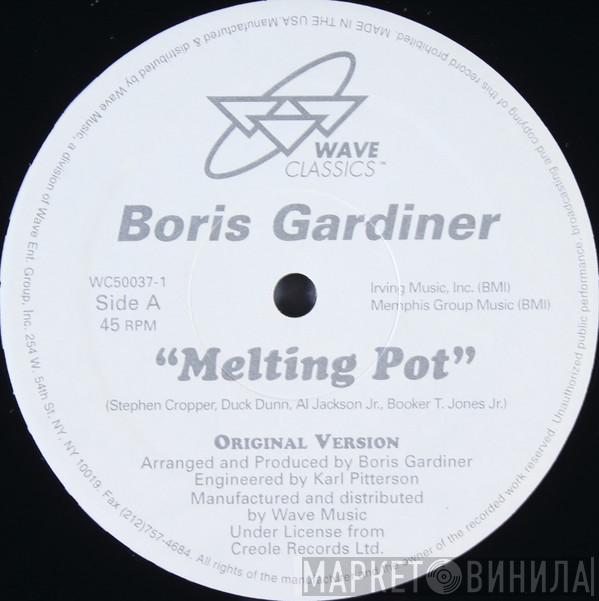 WAVE
CLASSICS™
Boris Gardiner
WC50037-1
Side A
45 RPM
Irving Music, Inc. (BMI)
Memphis Group Music (BMI)
“Melting Pot”
(Stephen Cropper, Duck Dunn, Al Jackson Jr., Booker T. Jones Jr.)
ORIGINAL VERSION
Arranged and Produced by Boris Gardiner
Engineered by Karl Pitterson
Manufactured and distributed
by Wave Music
Under License from
Creole Records Ltd.
MADE IN THE USA Manufactured & distributed by Wave Music, a division of Wave Ent. Group, Inc. 254 W. 54th St. NY, NY 10019. Fax (212)757-4684. All rights of the manufacturer and the owner of the recorded work reserved. Unauthorized public performance, broadcasting and copying of this record prohibited.
МАРКЕТ ВИНИЛА